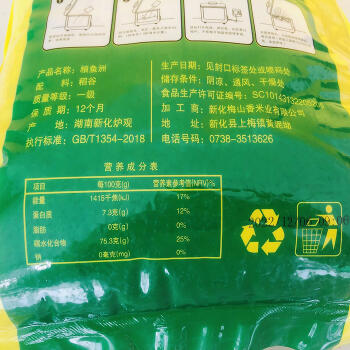 产品名称：粮鱼洲
配 料：稻谷
质量等级：一级
保 质 期：12个月
产 地：湖南新化炉观
执行标准：GB/T1354-2018
生产日期：见封口标签处或喷码处
储存条件：阴凉、通风、干燥处
食品生产许可证编号：SC10143132205
加 工 商：新化梅山香米业有限公
地 址：新化县上梅镇黄泥坳
电话号码：0738-3513626
营养成分表
项目 每100克(g) 营养素参考值(NRV)%
能量 1415千焦(kJ) 17%
蛋白质 7.3克(g) 12%
脂肪 0克(g) 0%
碳水化合物 75.3克(g) 25%
钠 0毫克(mg) 0%